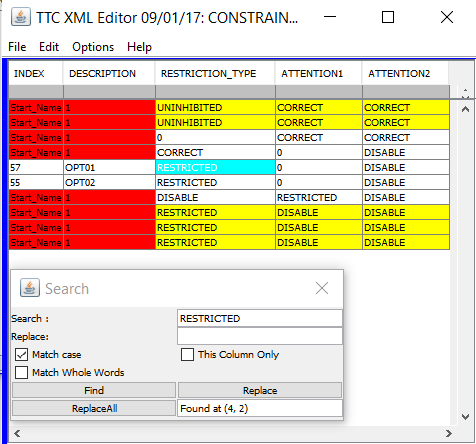 TTC XML Editor 09/01/17: CONSTRAIN...
File Edit Options Help
INDEX DESCRIPTION RESTRICTION_TYPE ATTENTION1 ATTENTION2
Start_Name 1 UNINHIBITED CORRECT CORRECT
Start_Name 1 UNINHIBITED CORRECT CORRECT
Start_Name 1 0 CORRECT CORRECT
Start_Name 1 CORRECT 0 DISABLE
57 OPT01 RESTRICTED 0 DISABLE
55 OPT02 RESTRICTED 0 DISABLE
Start_Name 1 DISABLE RESTRICTED DISABLE
Start_Name 1 RESTRICTED DISABLE DISABLE
Start_Name 1 RESTRICTED DISABLE DISABLE
Start_Name 1 RESTRICTED DISABLE DISABLE
Search
Search : RESTRICTED
Replace:
Match case This Column Only
Match Whole Words
Find Replace
ReplaceAll Found at (4, 2)